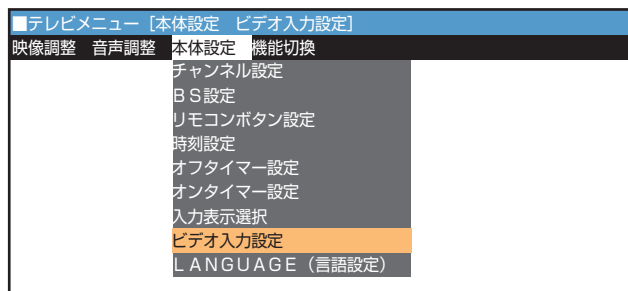 ■テレビメニュー［本体設定　ビデオ入力設定］
映像調整　音声調整　本体設定　機能切換
チャンネル設定
ＢＳ設定
リモコンボタン設定
時刻設定
オフタイマー設定
オンタイマー設定
入力表示選択
ビデオ入力設定
ＬＡＮＧＵＡＧＥ（言語設定）